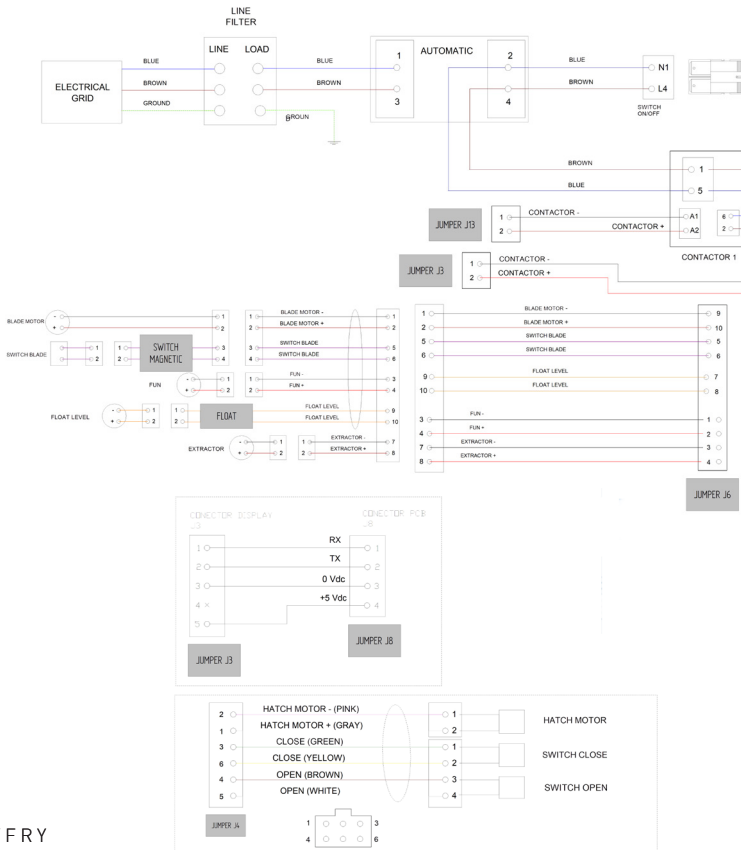 LINE
FILTER
LINE LOAD
ELECTRICAL
GRID
BLUE
BROWN
GROUND
BLUE
BROWN
GROUN
D
AUTOMATIC
1 2
3 4
BLUE
BROWN
N1
L4
SWITCH
ON/OFF
BROWN
BLUE
1
5
JUMPER J13
1 CONTACTOR - A1 6
2 CONTACTOR + A2 2
CONTACTOR 1
JUMPER J3
1 CONTACTOR -
2 CONTACTOR +
BLADE MOTOR - + 1 2
1 BLADE MOTOR - 1
2 BLADE MOTOR + 2
SWITCH BLADE 1 2 1 2
SWITCH
MAGNETIC
3 4
3 SWITCH BLADE 5
4 SWITCH BLADE 6
FUN - + 1 2
1 FUN - 3
2 FUN + 4
FLOAT LEVEL - + 1 2 1 2
FLOAT
FLOAT LEVEL 9
FLOAT LEVEL 10
EXTRACTOR - + 1 2
1 EXTRACTOR - 7
2 EXTRACTOR + 8
1 BLADE MOTOR - 9
2 BLADE MOTOR + 10
5 SWITCH BLADE 5
6 SWITCH BLADE 6
9 FLOAT LEVEL 7
10 FLOAT LEVEL 8
3 FUN - 1
4 FUN + 2
7 EXTRACTOR - 3
8 EXTRACTOR + 4
JUMPER J6
CONECTOR DISPLAY
J3
CONECTOR PCB
J8
1 RX 1
2 TX 2
3 0 Vdc 3
4 × +5 Vdc 4
5
JUMPER J3
JUMPER J8
2 HATCH MOTOR - (PINK) 1
1 HATCH MOTOR + (GRAY) 2
HATCH MOTOR
3 CLOSE (GREEN) 1
6 CLOSE (YELLOW) 2
SWITCH CLOSE
4 OPEN (BROWN) 3
5 OPEN (WHITE) 4
SWITCH OPEN
JUMPER J4
1 3
4 6
FRY